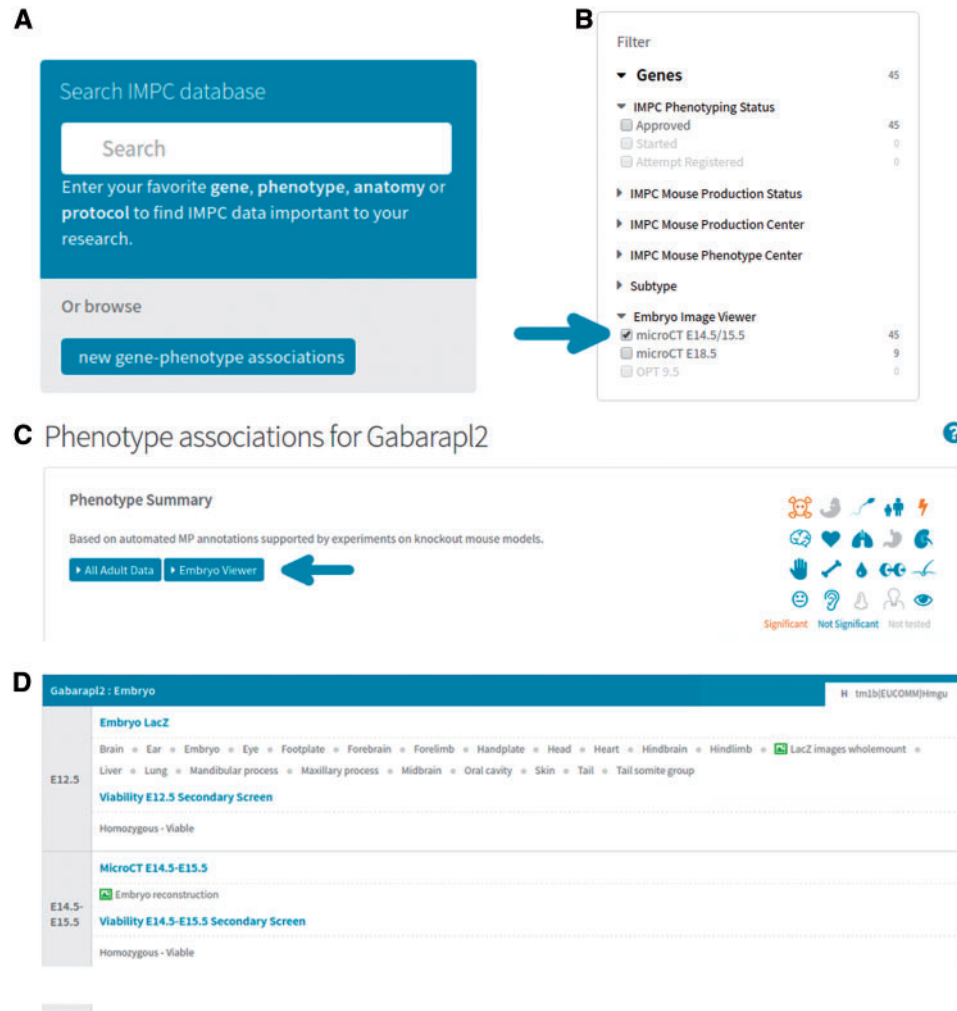 A
Search IMPC database
Search
Enter your favorite gene, phenotype, anatomy or
protocol to find IMPC data important to your
research.
Or browse
new gene-phenotype associations
B
Filter
Genes 45
IMPC Phenotyping Status
Approved 45
Started 0
Attempt Registered 0
IMPC Mouse Production Status
IMPC Mouse Production Center
IMPC Mouse Phenotype Center
Subtype
Embryo Image Viewer
microCT E14.5/15.5 45
microCT E18.5 9
OPT 9.5 0
C Phenotype associations for Gabarapl2 ?
Phenotype Summary
Based on automated MP annotations supported by experiments on knockout mouse models.
All Adult Data Embryo Viewer
Significant Not Significant Not tested
D
Gabarapl2 : Embryo H tm1b(EUCOMM)Hmgu
E12.5
Embryo LacZ
Brain Ear Embryo Eye Footplate Forebrain Forelimb Handplate Head Heart Hindbrain Hindlimb LacZ images wholemount
Liver Lung Mandibular process Maxillary process Midbrain Oral cavity Skin Tail Tail somite group
Viability E12.5 Secondary Screen
Homozygous - Viable
E14.5-
E15.5
MicroCT E14.5-E15.5
Embryo reconstruction
Viability E14.5-E15.5 Secondary Screen
Homozygous - Viable